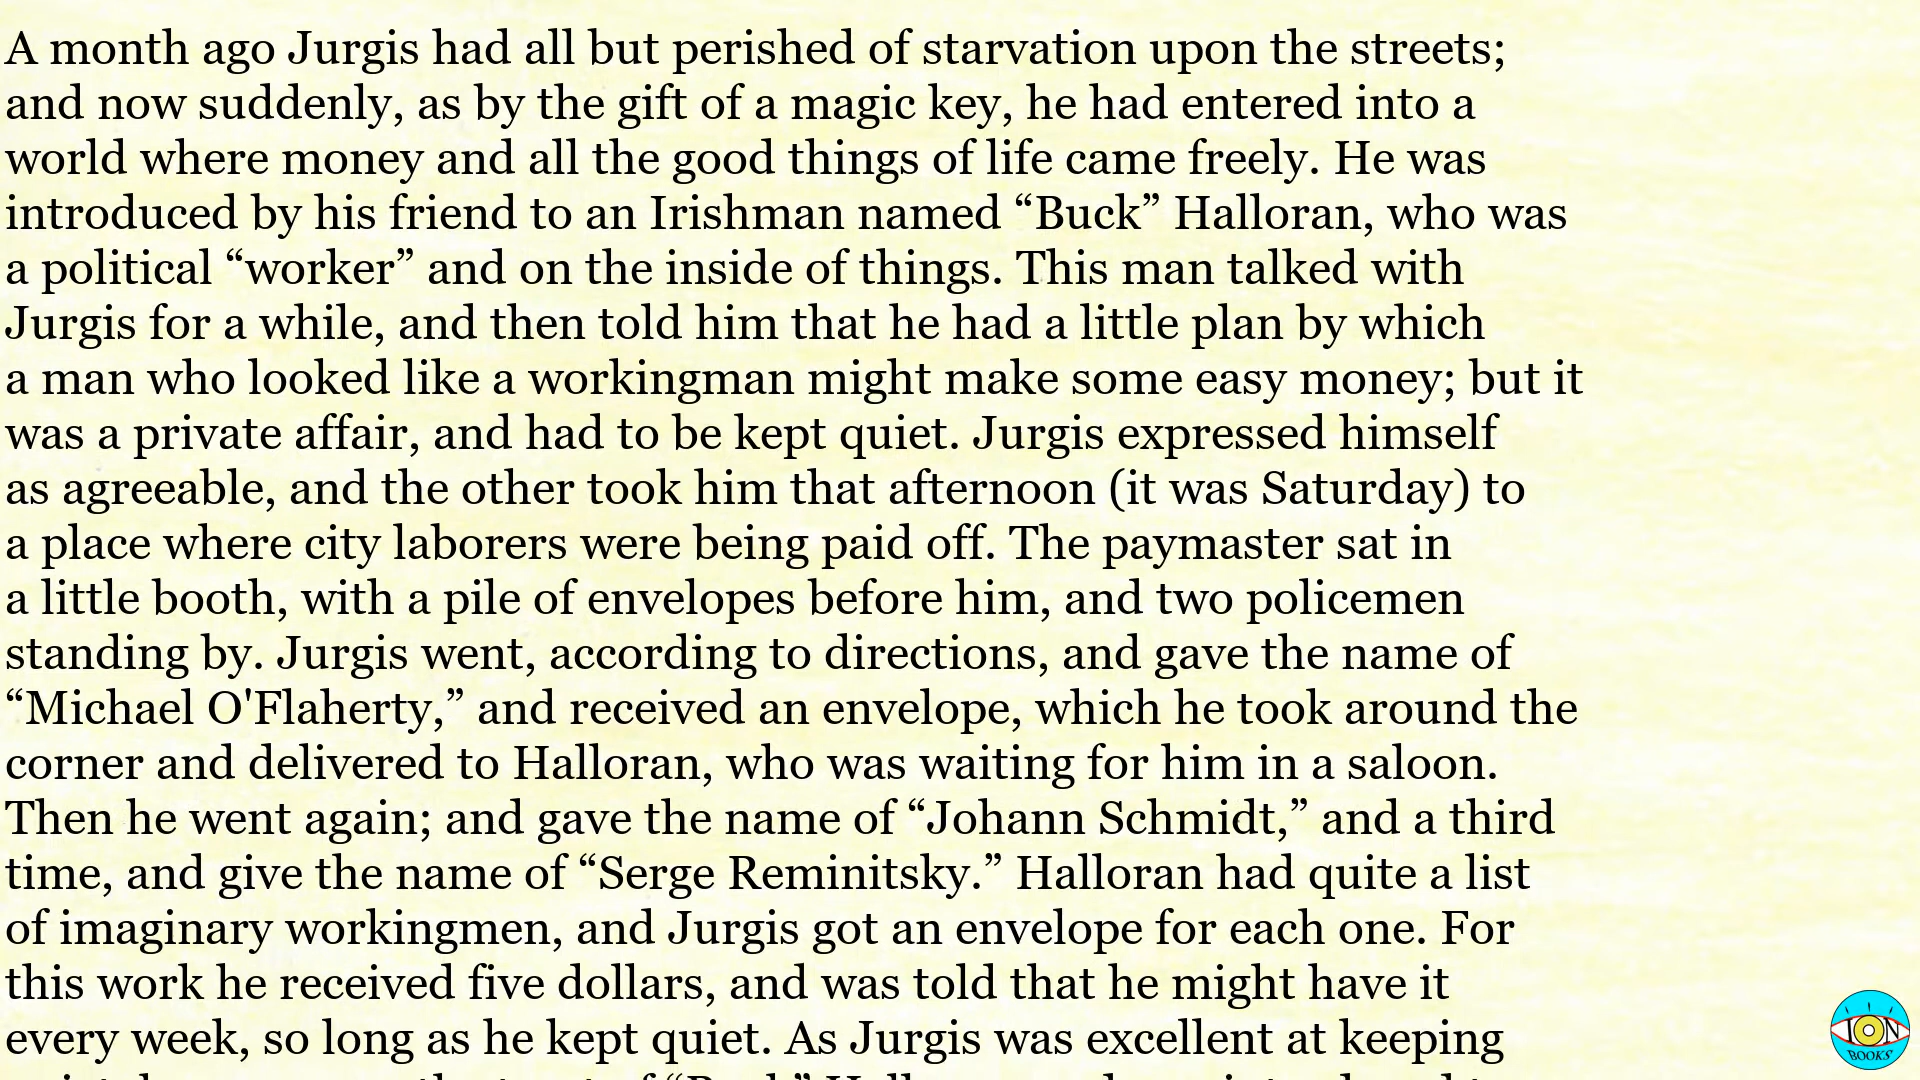 A month ago Jurgis had all but perished of starvation upon the streets;
and now suddenly, as by the gift of a magic key, he had entered into a
world where money and all the good things of life came freely. He was
introduced by his friend to an Irishman named “Buck” Halloran, who was
a political “worker” and on the inside of things. This man talked with
Jurgis for a while, and then told him that he had a little plan by which
a man who looked like a workingman might make some easy money; but it
was a private affair, and had to be kept quiet. Jurgis expressed himself
as agreeable, and the other took him that afternoon (it was Saturday) to
a place where city laborers were being paid off. The paymaster sat in
a little booth, with a pile of envelopes before him, and two policemen
standing by. Jurgis went, according to directions, and gave the name of
“Michael O'Flaherty,” and received an envelope, which he took around the
corner and delivered to Halloran, who was waiting for him in a saloon.
Then he went again; and gave the name of “Johann Schmidt,” and a third
time, and give the name of “Serge Reminitsky.” Halloran had quite a list
of imaginary workingmen, and Jurgis got an envelope for each one. For
this work he received five dollars, and was told that he might have it
every week, so long as he kept quiet. As Jurgis was excellent at keeping
ION
BOOKS